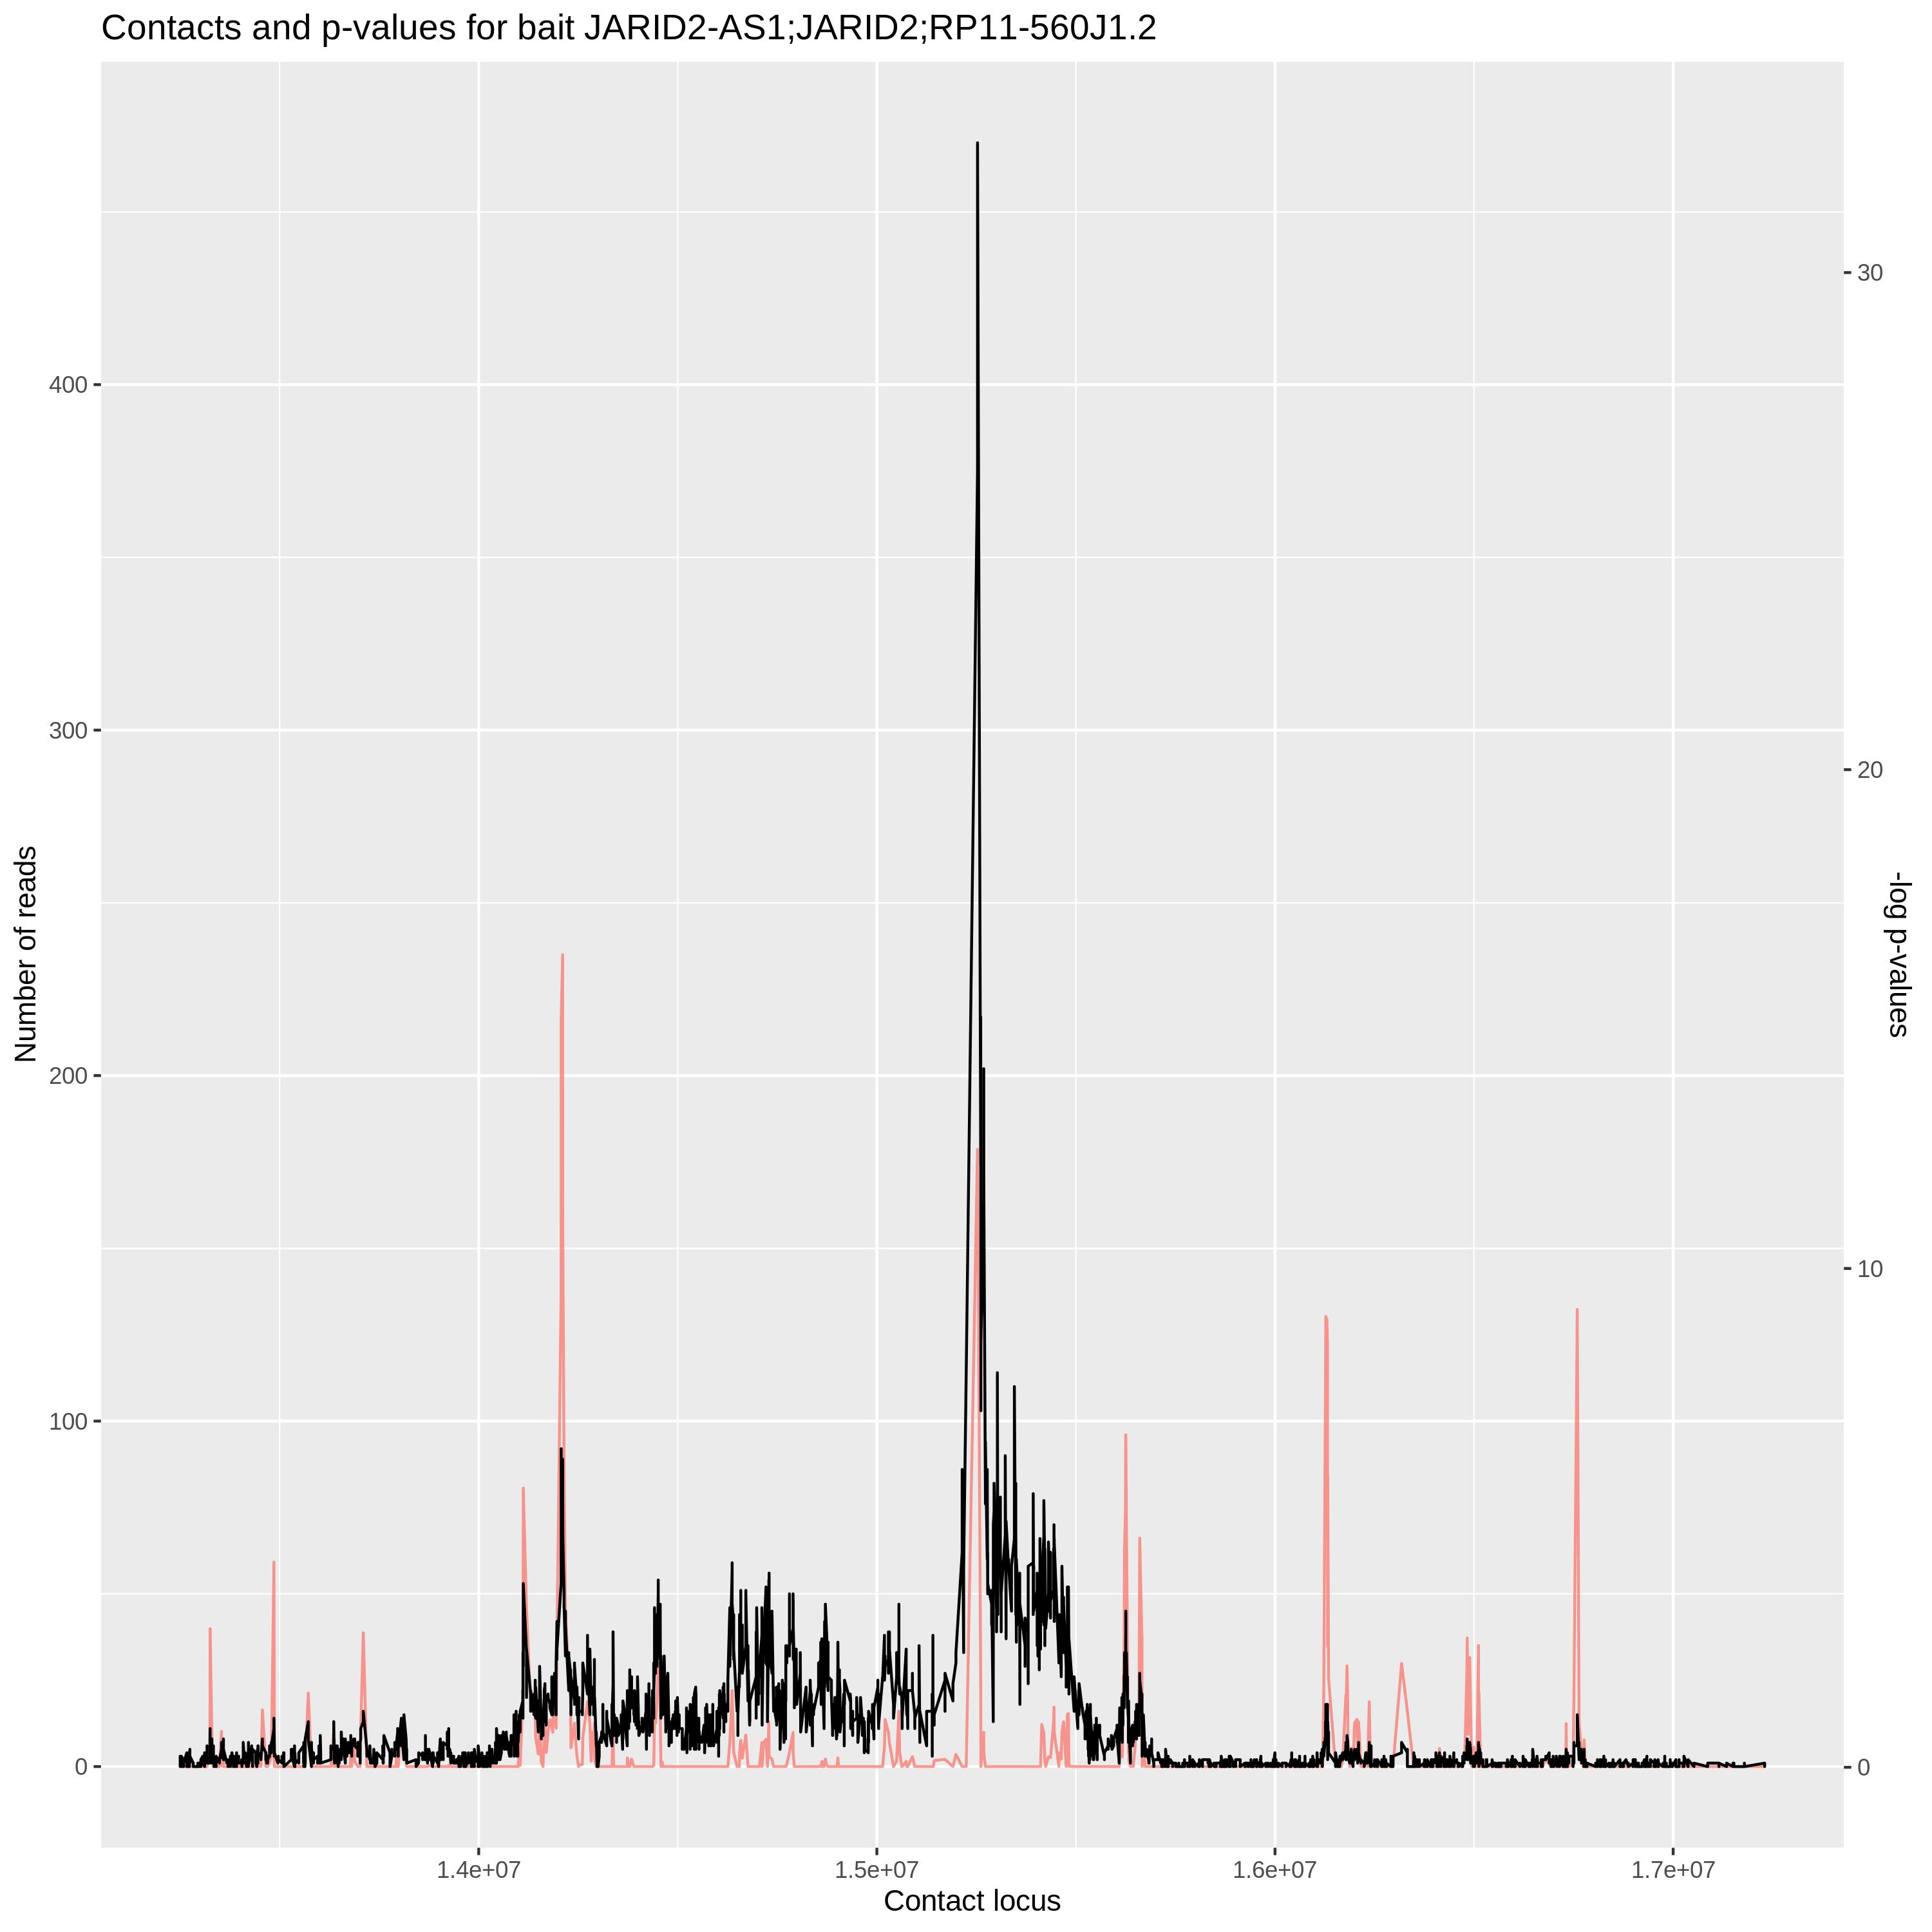 Contacts and p-values for bait JARID2-AS1;JARID2;RP11-560J1.2
Number of reads
400
300
200
100
0
30
20
10
0
-log p-values
1.4e+07
1.5e+07
1.6e+07
1.7e+07
Contact locus